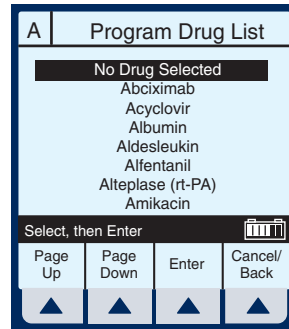 A Program Drug List
No Drug Selected
Abciximab
Acyclovir
Albumin
Aldesleukin
Alfentanil
Alteplase (rt-PA)
Amikacin
Select, then Enter
Page Up
Page Down
Enter
Cancel/ Back